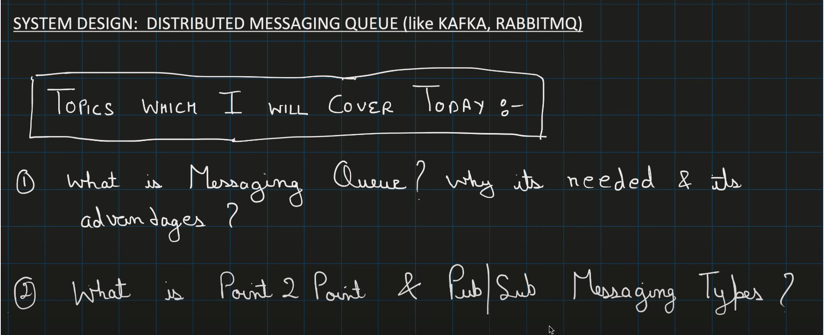 SYSTEM DESIGN: DISTRIBUTED MESSAGING QUEUE (like KAFKA, RABBITMQ)
TOPICS WHICH I WILL COVER TODAY :-
① What is Messaging Queue? Why its needed & its
advandages?
② What is Point 2 Point & Pub/Sub Messaging Types?